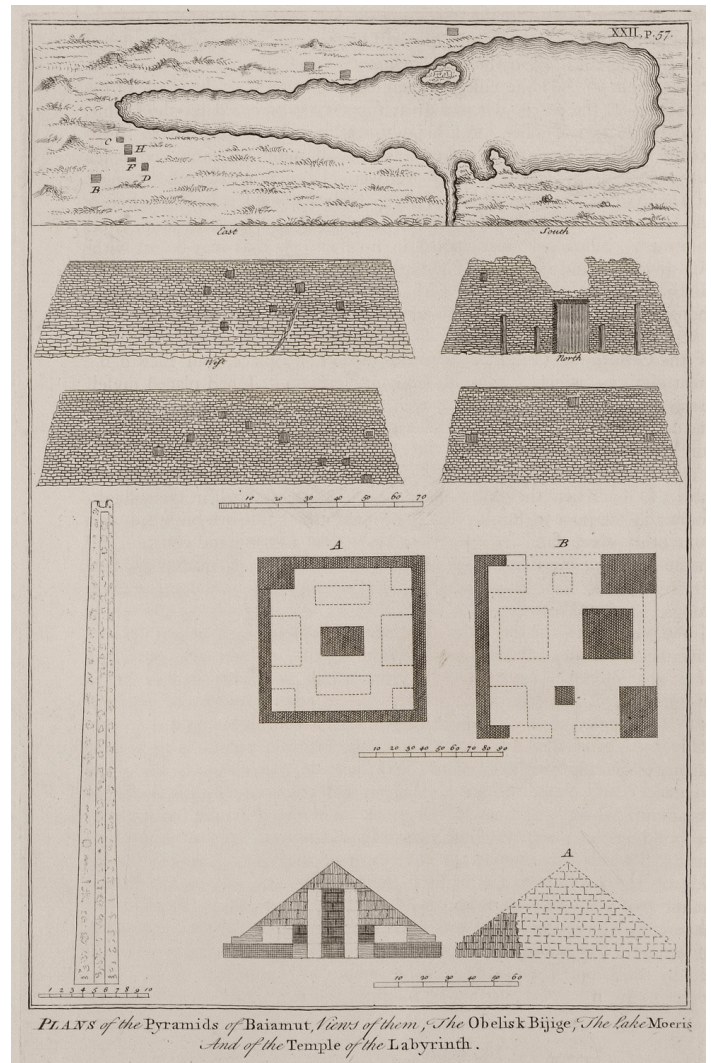 XXII, P. 57.
C
H
F
D
B
East
South
West
North
10 20 30 40 50 60 70
A
B
10 20 30 40 50 60 70 80 90
A
1 2 3 4 5 6 7 8 9 10
10 20 30 40 50 60
PLANS of the Pyramids of Baiamut, Views of them, The Obelisk Bijige, The Lake Moeris
And of the Temple of the Labyrinth.